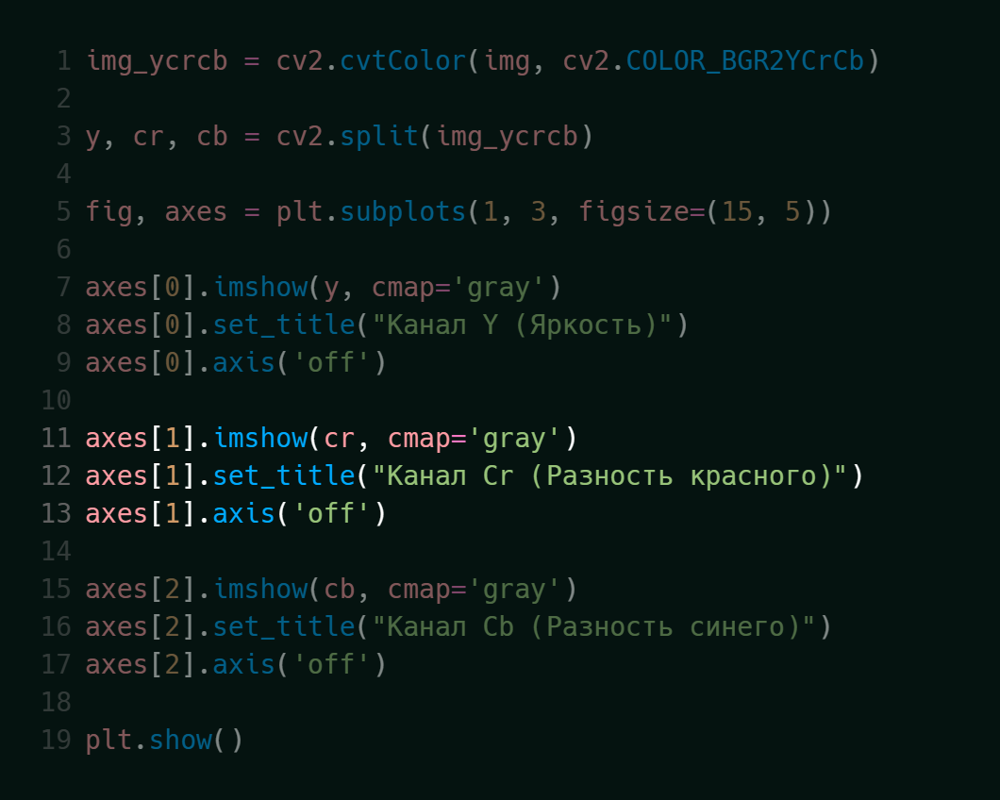 1 img_ycrcb = cv2.cvtColor(img, cv2.COLOR_BGR2YCrCb)
2
3 y, cr, cb = cv2.split(img_ycrcb)
4
5 fig, axes = plt.subplots(1, 3, figsize=(15, 5))
6
7 axes[0].imshow(y, cmap='gray')
8 axes[0].set_title("Канал Y (Яркость)")
9 axes[0].axis('off')
10
11 axes[1].imshow(cr, cmap='gray')
12 axes[1].set_title("Канал Cr (Разность красного)")
13 axes[1].axis('off')
14
15 axes[2].imshow(cb, cmap='gray')
16 axes[2].set_title("Канал Cb (Разность синего)")
17 axes[2].axis('off')
18
19 plt.show()